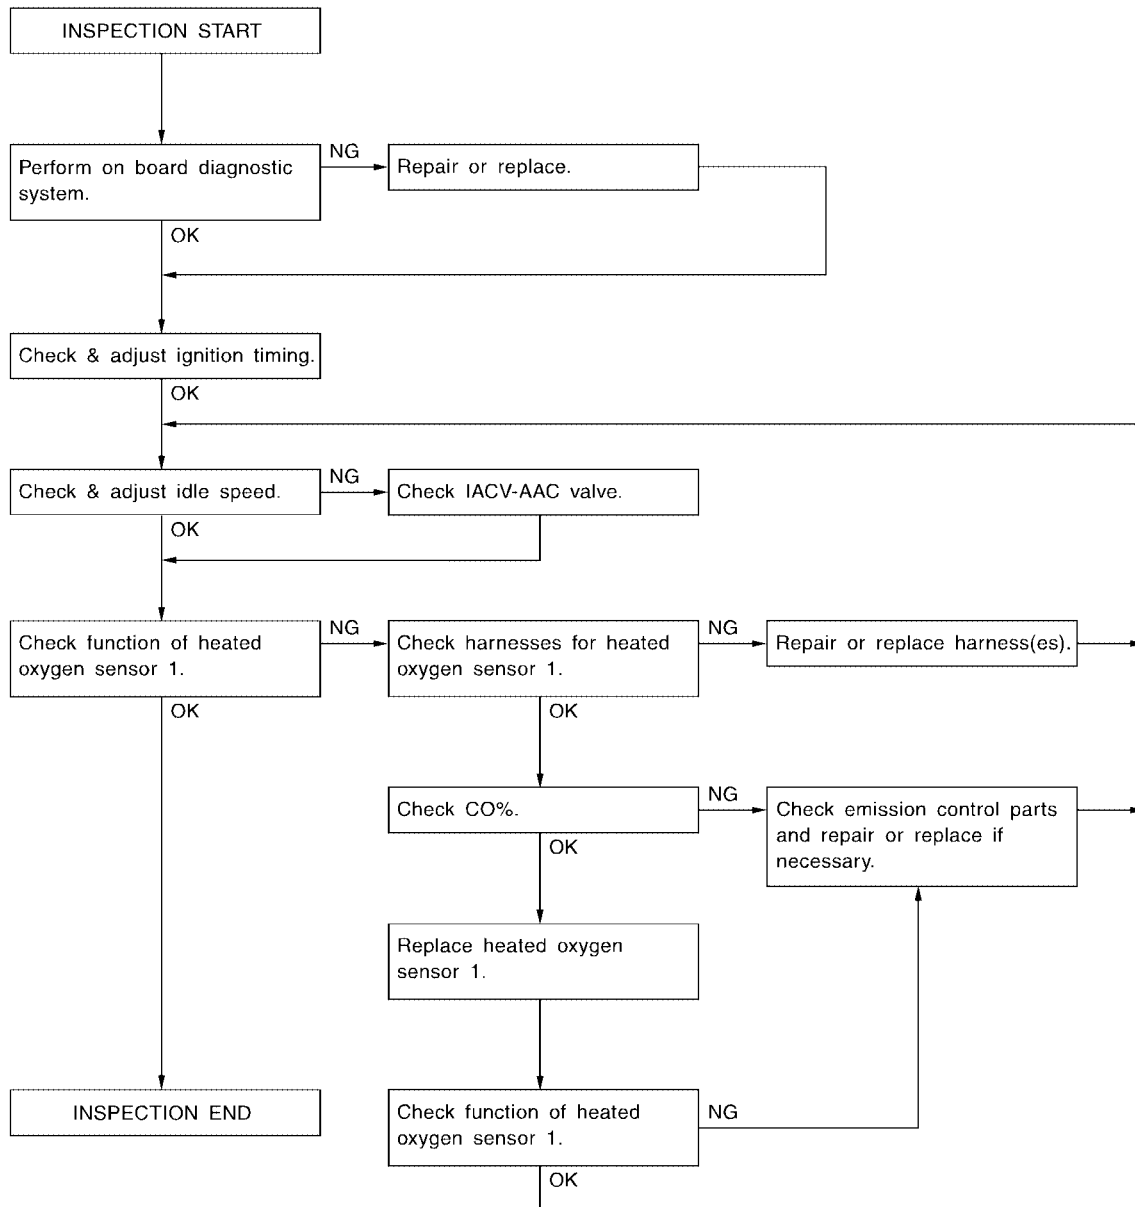 INSPECTION START
Perform on board diagnostic
system.
NG
Repair or replace.
OK
Check & adjust ignition timing.
OK
Check & adjust idle speed.
NG
Check IACV-AAC valve.
OK
Check function of heated
oxygen sensor 1.
NG
Check harnesses for heated
oxygen sensor 1.
NG
Repair or replace harness(es).
OK
OK
Check CO%.
NG
Check emission control parts
and repair or replace if
necessary.
OK
Replace heated oxygen
sensor 1.
INSPECTION END
Check function of heated
oxygen sensor 1.
NG
OK